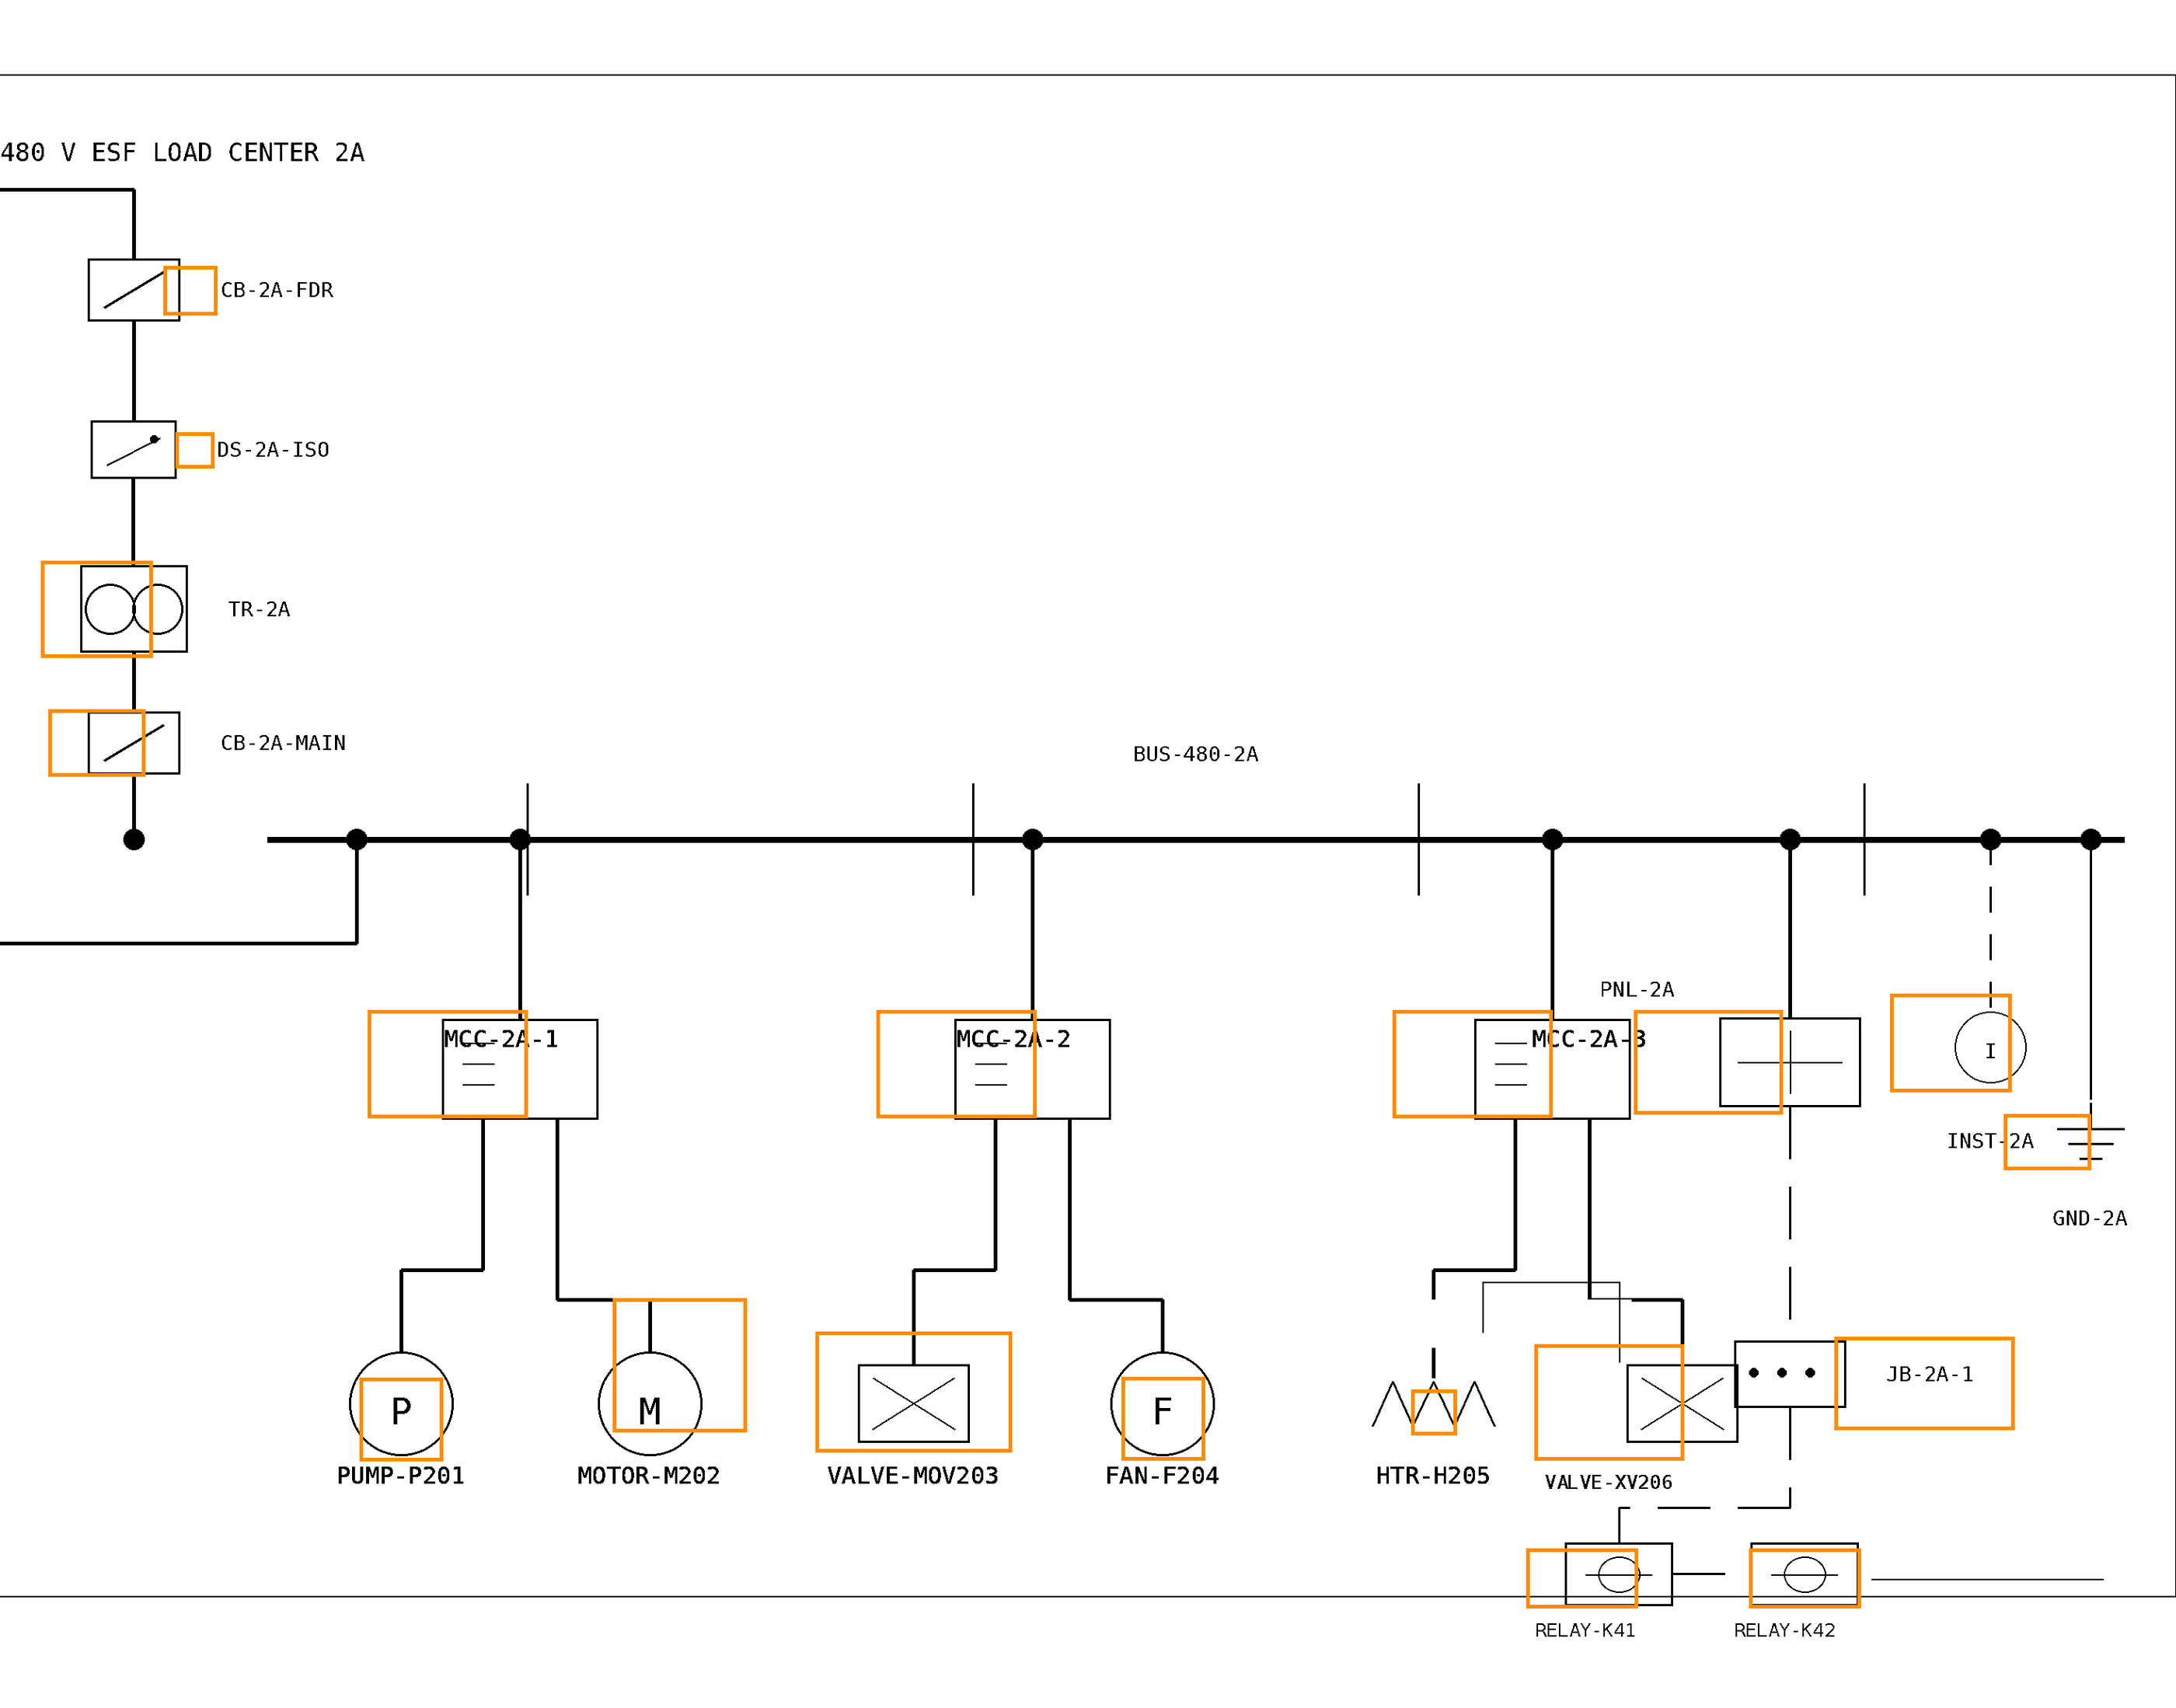 480 V ESF LOAD CENTER 2A
CB-2A-FDR
DS-2A-ISO
TR-2A
CB-2A-MAIN
BUS-480-2A
PNL-2A
MCC-2A-1
MCC-2A-2
MCC-2A-3
I
INST-2A
GND-2A
JB-2A-1
P
M
F
PUMP-P201
MOTOR-M202
VALVE-MOV203
FAN-F204
HTR-H205
VALVE-XV206
RELAY-K41
RELAY-K42